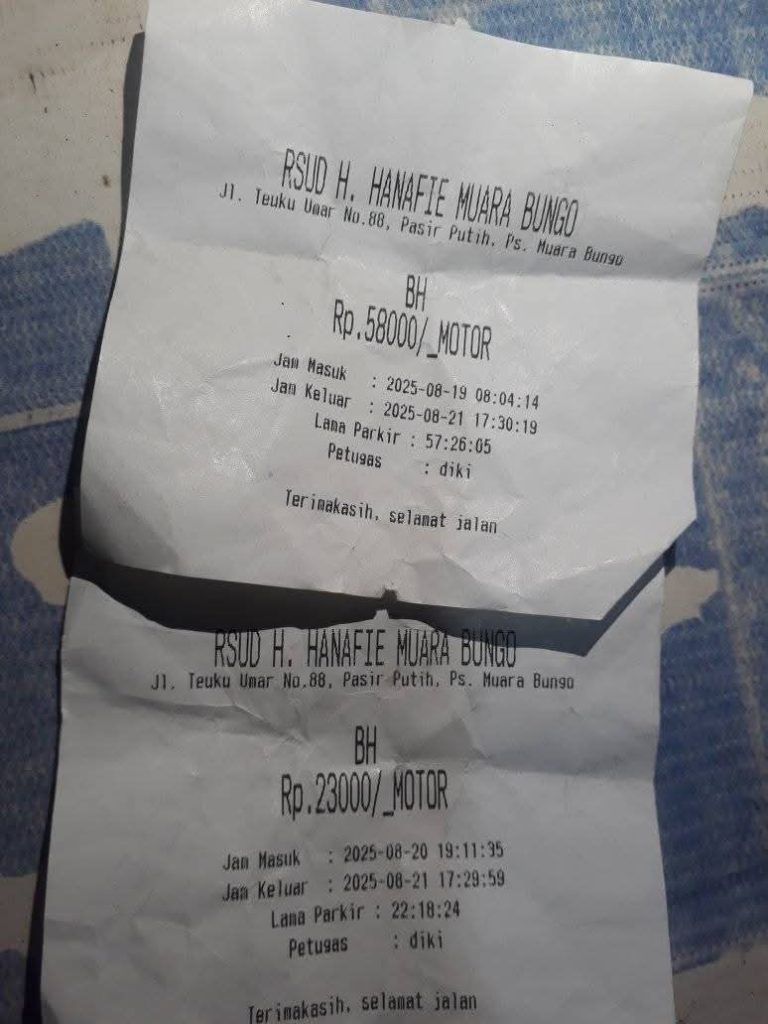 RSUD H. HANAFIE MUARA BUNGO
Jl. Teuku Umar No.88, Pasir Putih, Ps. Muara Bungo
BH
Rp.58000/_MOTOR
Jam Masuk : 2025-08-19 08:04:14
Jam Keluar : 2025-08-21 17:30:19
Lama Parkir : 57:26:05
Petugas : diki
Terimakasih, selamat jalan
RSUD H. HANAFIE MUARA BUNGO
Jl. Teuku Umar No.88, Pasir Putih, Ps. Muara Bungo
BH
Rp.23000/_MOTOR
Jam Masuk : 2025-08-20 19:11:35
Jam Keluar : 2025-08-21 17:29:59
Lama Parkir : 22:18:24
Petugas : diki
Terimakasih, selamat jalan